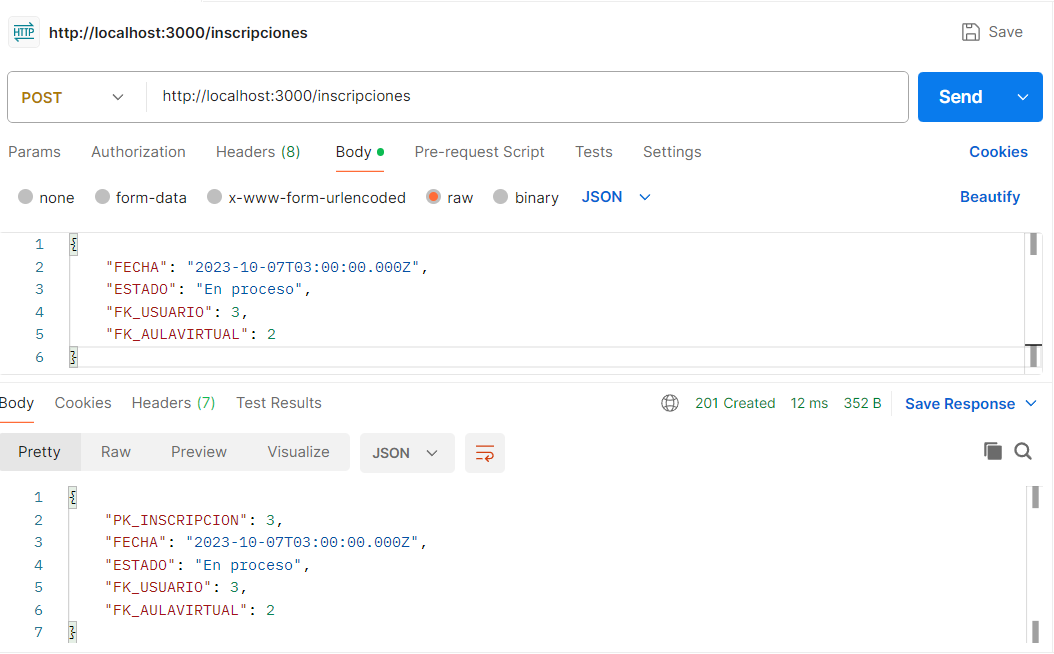 HTTP http://localhost:3000/inscripciones Save
POST http://localhost:3000/inscripciones Send
Params Authorization Headers (8) Body Pre-request Script Tests Settings Cookies
none form-data x-www-form-urlencoded raw binary JSON Beautify
1 {
2 "FECHA": "2023-10-07T03:00:00.000Z",
3 "ESTADO": "En proceso",
4 "FK_USUARIO": 3,
5 "FK_AULAVIRTUAL": 2
6 }
Body Cookies Headers (7) Test Results 201 Created 12 ms 352 B Save Response
Pretty Raw Preview Visualize JSON
1 {
2 "PK_INSCRIPCION": 3,
3 "FECHA": "2023-10-07T03:00:00.000Z",
4 "ESTADO": "En proceso",
5 "FK_USUARIO": 3,
6 "FK_AULAVIRTUAL": 2
7 }